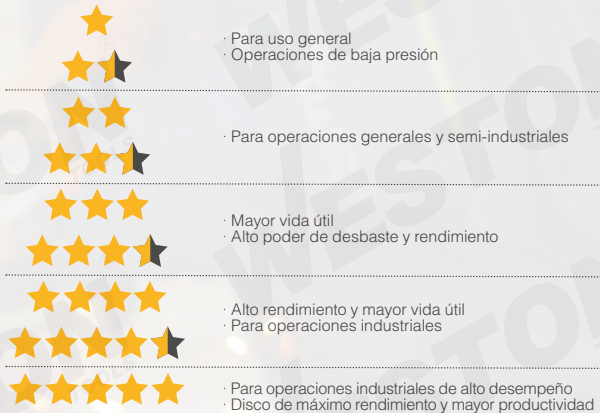 · Para uso general
· Operaciones de baja presión
· Para operaciones generales y semi-industriales
· Mayor vida útil
· Alto poder de desbaste y rendimiento
· Alto rendimiento y mayor vida útil
· Para operaciones industriales
· Para operaciones industriales de alto desempeño
· Disco de máximo rendimiento y mayor productividad
WESTON